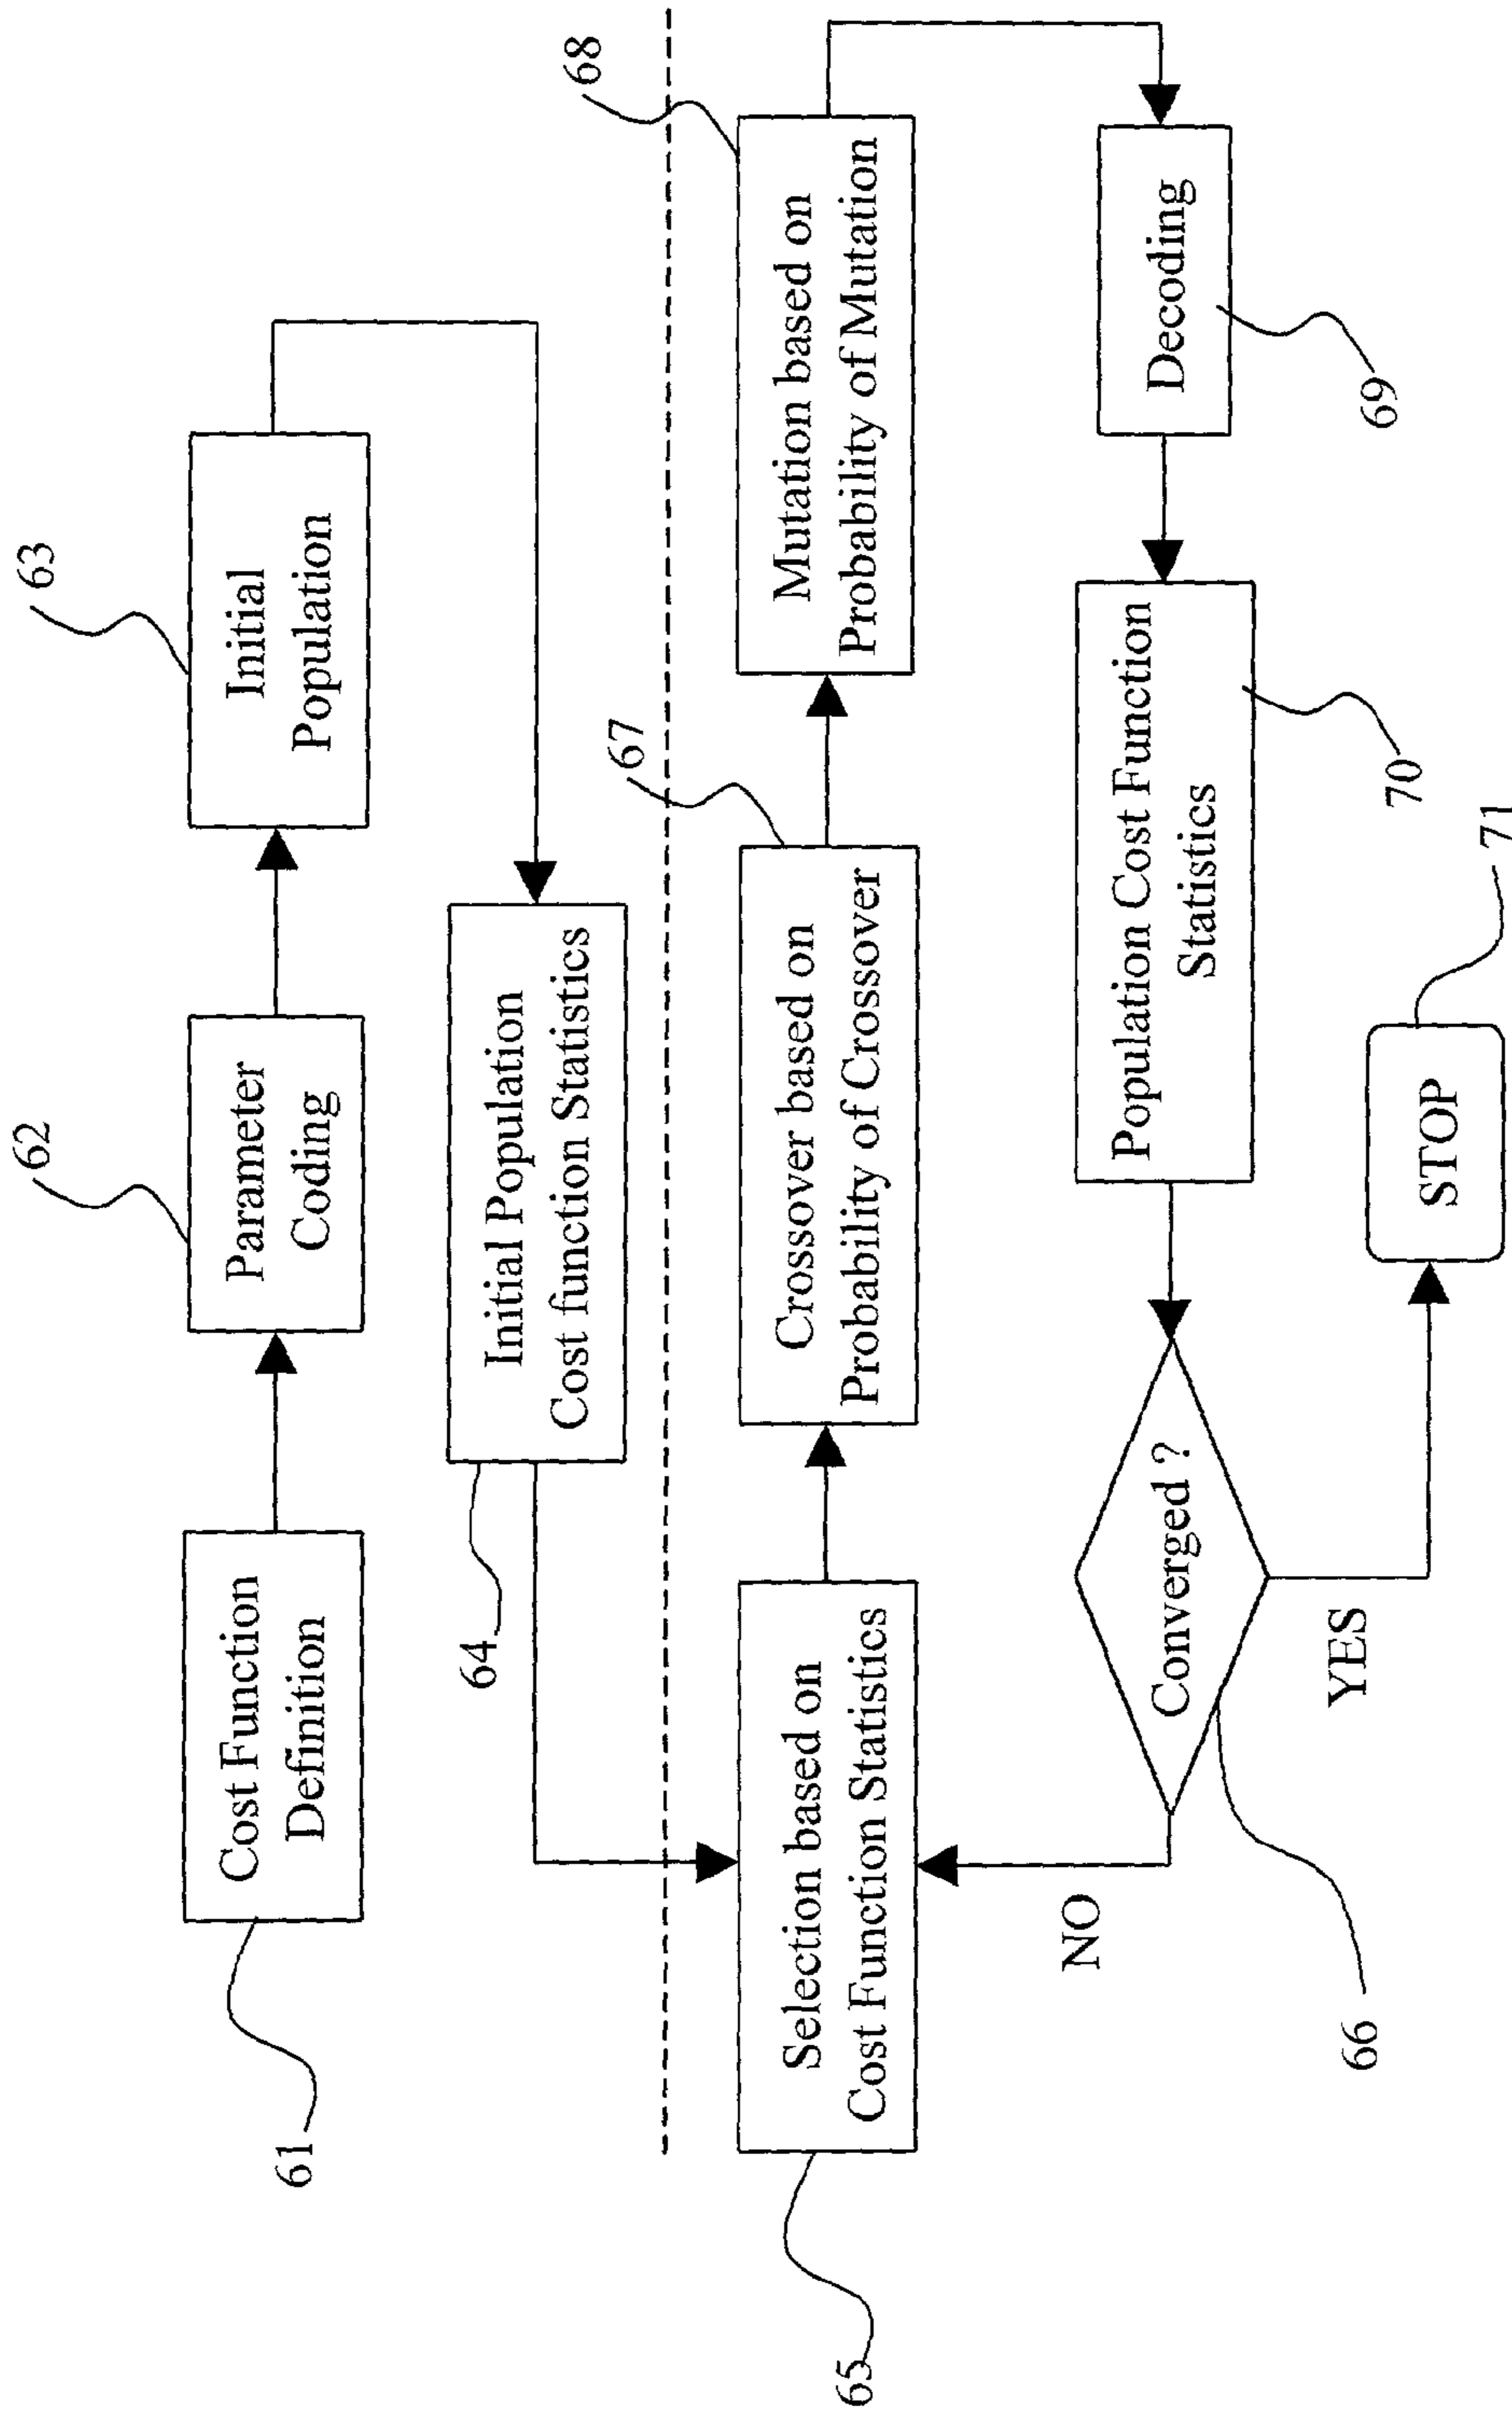 61
Cost Function
Definition
62
Parameter
Coding
63
Initial
Population
64
Initial Population
Cost function Statistics
65
Selection based on
Cost Function Statistics
67
Crossover based on
Probability of Crossover
68
Mutation based on
Probability of Mutation
69
Decoding
70
Population Cost Function
Statistics
66
Converged ?
NO
YES
71
STOP